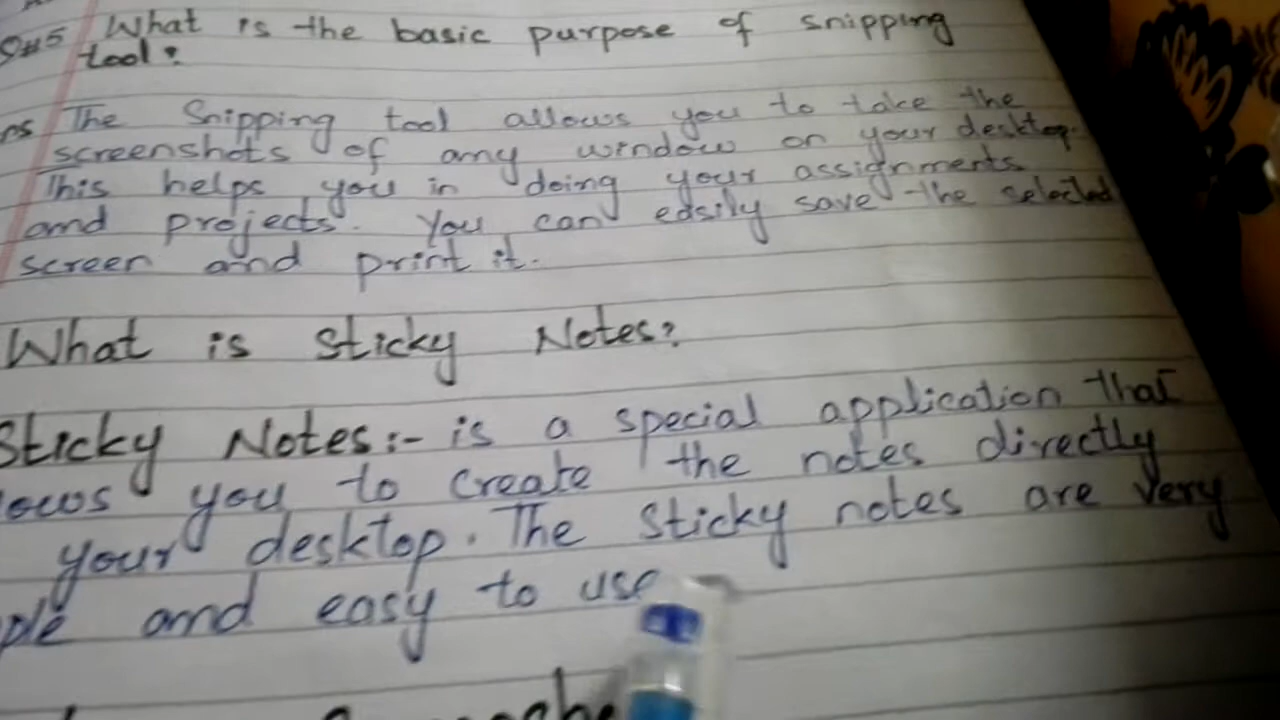 Qu5 What is the basic purpose of snipping
tool?
The Snipping tool allows you to take the
screenshots of any window on your desktop.
This helps you in doing your assignments
and projects. You can easily save the selected
screen and print it.
What is Sticky Notes?
Sticky Notes:- is a special application that
lows you to create the notes directly
your desktop. The Sticky notes are very
ple and easy to use